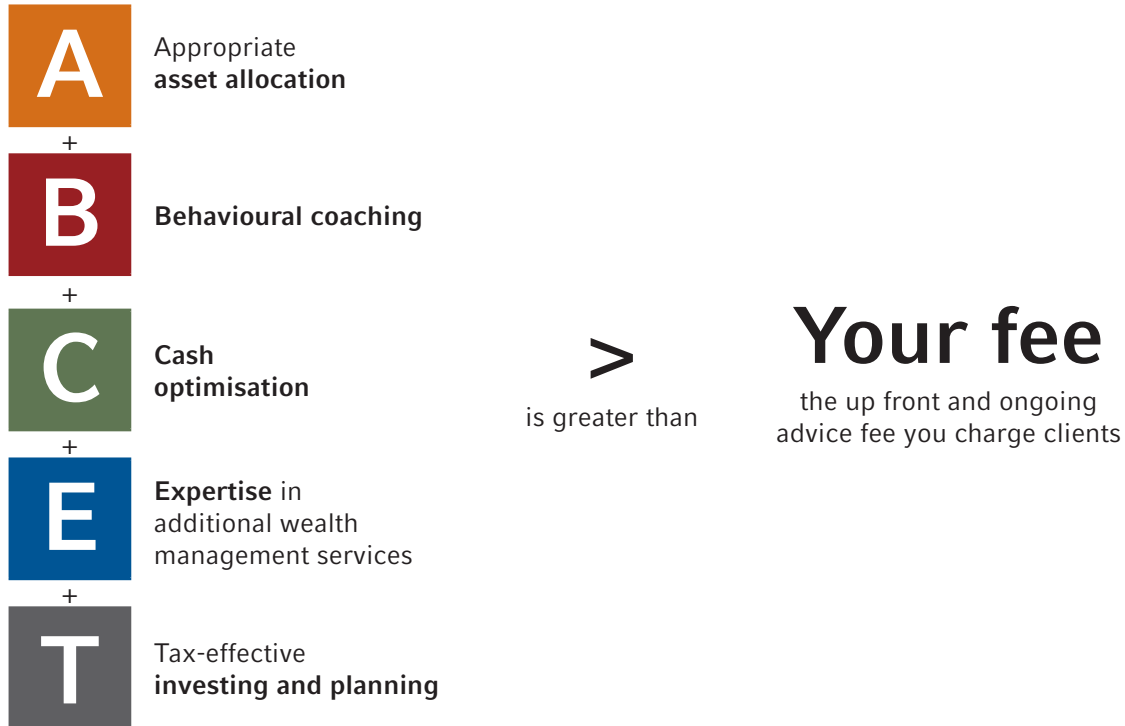 A
Appropriate
asset allocation
+
B
Behavioural coaching
+
C
Cash
optimisation
+
E
Expertise in
additional wealth
management services
+
T
Tax-effective
investing and planning
>
is greater than
Your fee
the up front and ongoing
advice fee you charge clients